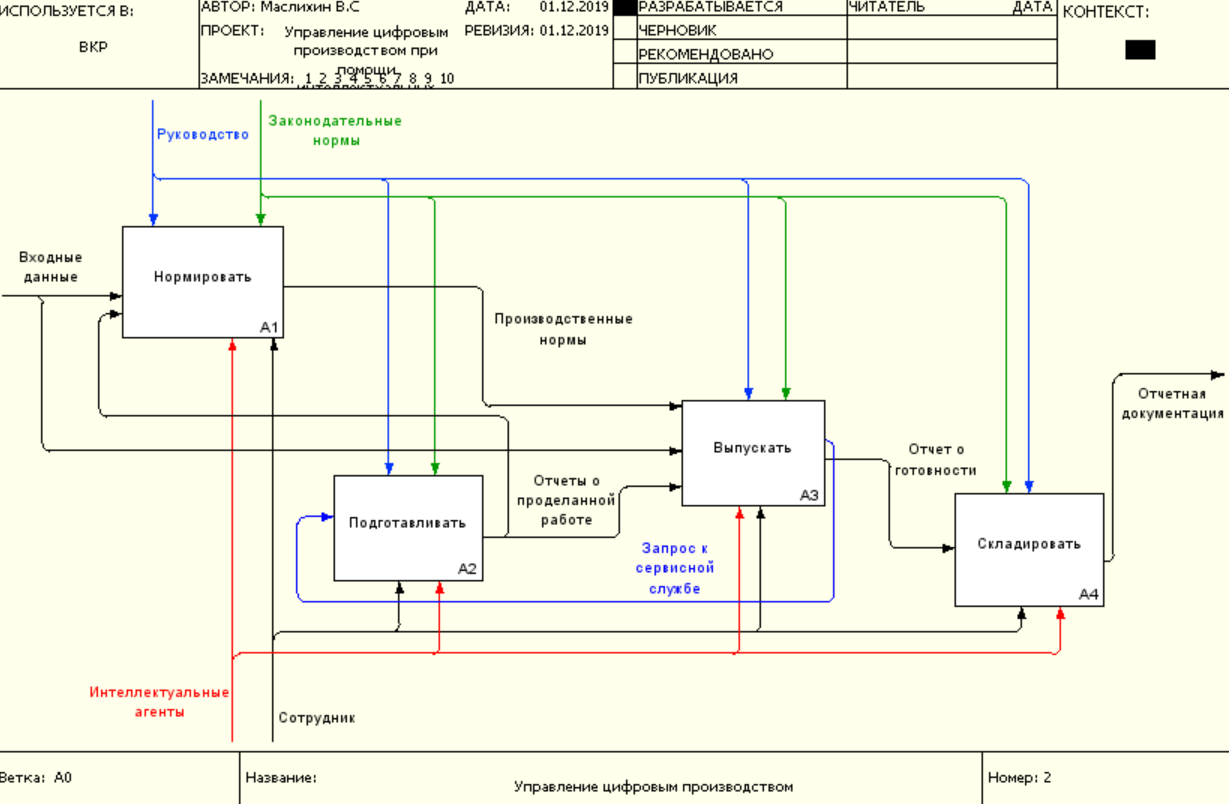 ИСПОЛЬЗУЕТСЯ В:
ВКР
АВТОР: Маслихин В.С
ДАТА: 01.12.2019
ПРОЕКТ: Управление цифровым
производством при
помощи
интеллектуальных
РЕВИЗИЯ: 01.12.2019
ЗАМЕЧАНИЯ: 1 2 3 4 5 6 7 8 9 10
РАЗРАБАТЫВАЕТСЯ
ЧЕРНОВИК
РЕКОМЕНДОВАНО
ПУБЛИКАЦИЯ
ЧИТАТЕЛЬ
ДАТА
КОНТЕКСТ:
Руководство
Законодательные
нормы
Входные
данные
Нормировать
A1
Производственные
нормы
Отчетная
документация
Выпускать
A3
Отчет о
готовности
Отчеты о
проделанной
работе
Подготавливать
A2
Складировать
A4
Запрос к
сервисной
службе
Интеллектуальные
агенты
Сотрудник
Ветка: A0
Название:
Управление цифровым производством
Номер: 2